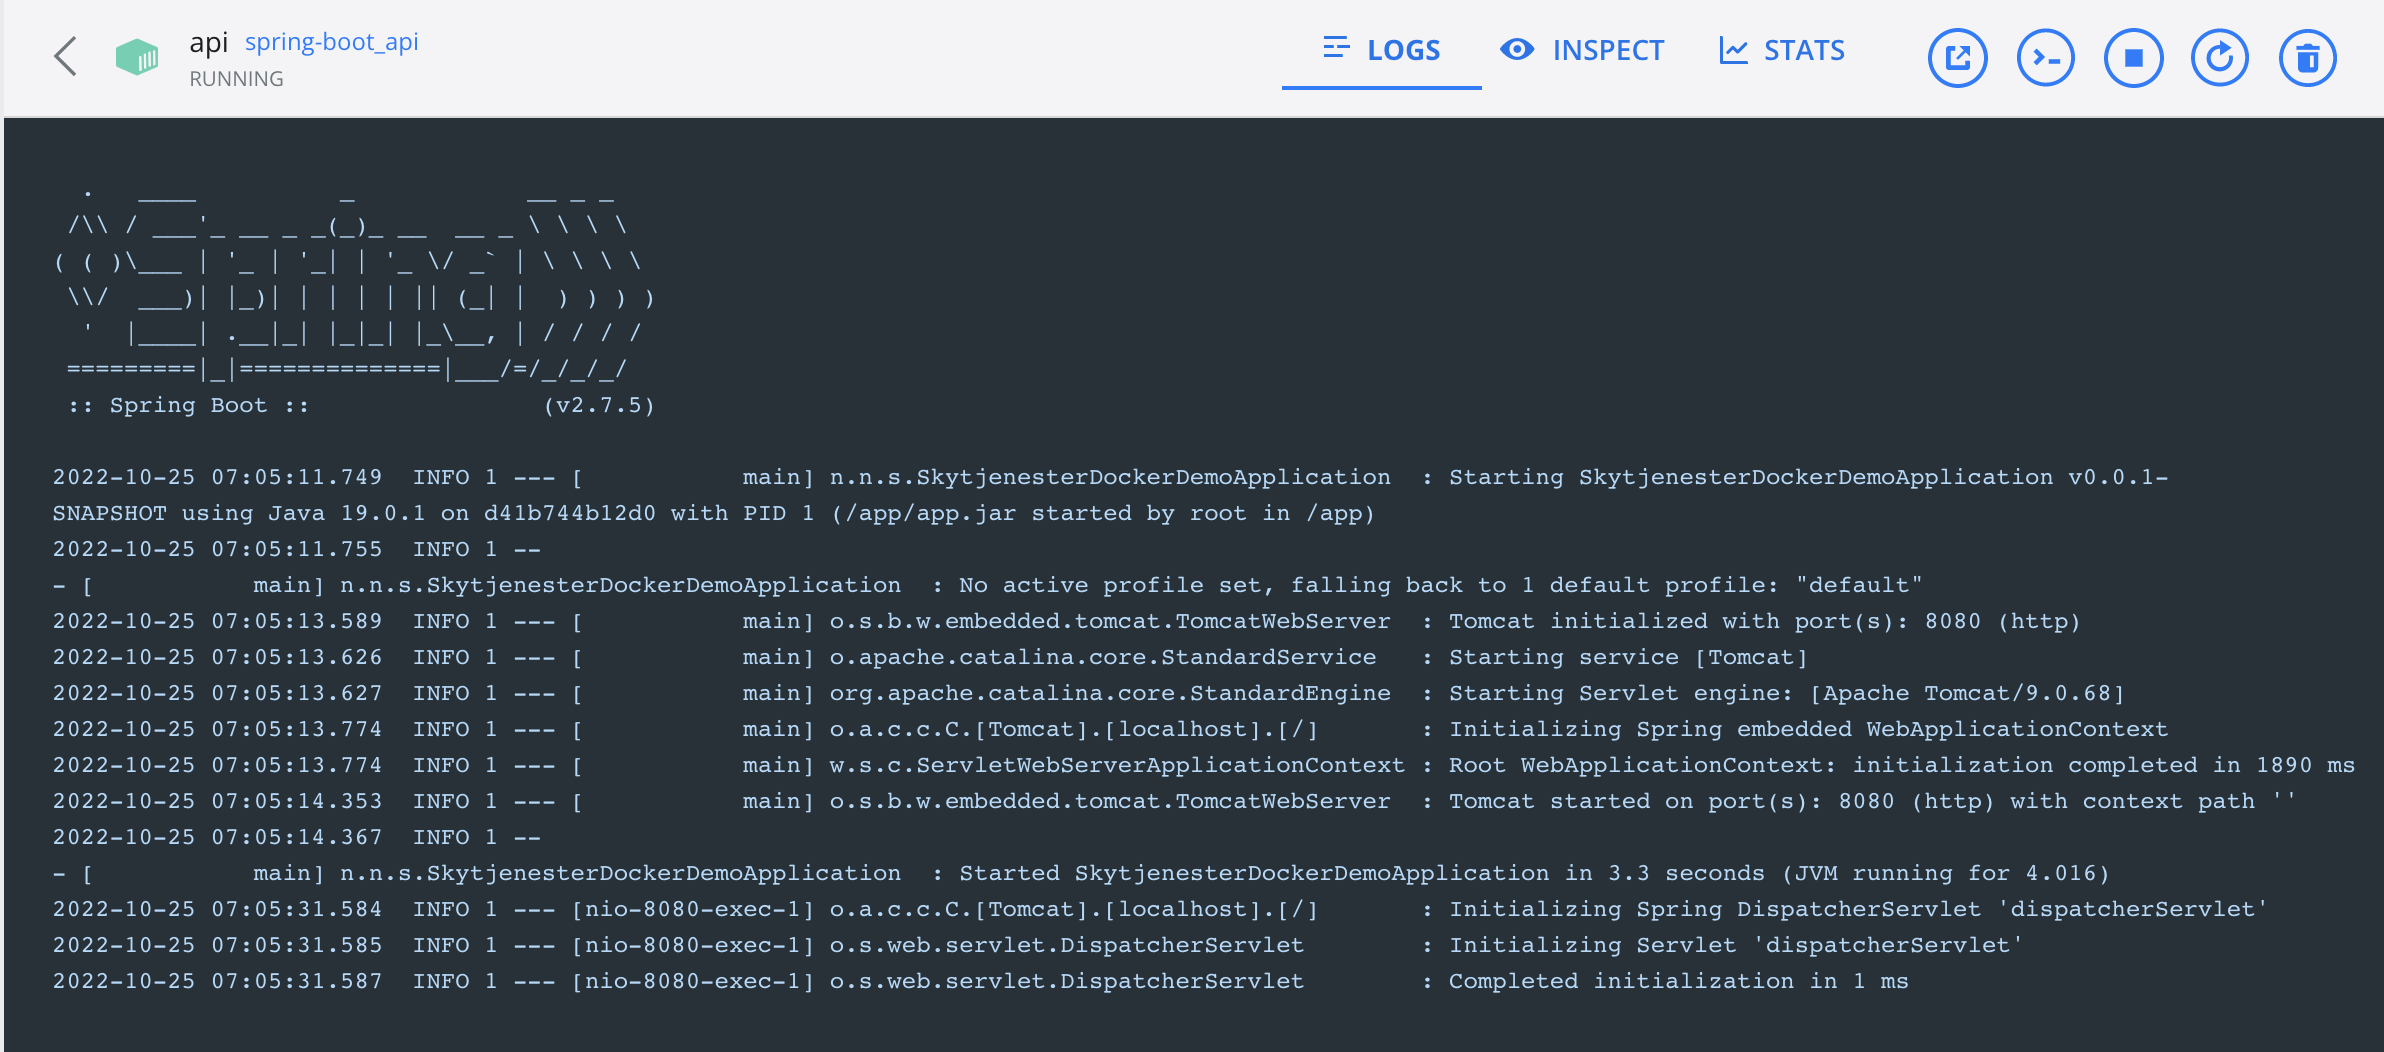 api spring-boot_api
RUNNING
LOGS INSPECT STATS
  .   ____          _            __ _ _
 /\\ / ___'_ __ _ _(_)_ __  __ _ \ \ \ \
( ( )\___ | '_ | '_| | '_ \/ _` | \ \ \ \
 \\/  ___)| |_)| | | | | || (_| |  ) ) ) )
  '  |____| .__|_| |_|_| |_\__, | / / / /
 =========|_|==============|___/=/_/_/_/
 :: Spring Boot ::                (v2.7.5)
2022-10-25 07:05:11.749  INFO 1 --- [           main] n.n.s.SkytjenesterDockerDemoApplication  : Starting SkytjenesterDockerDemoApplication v0.0.1-
SNAPSHOT using Java 19.0.1 on d41b744b12d0 with PID 1 (/app/app.jar started by root in /app)
2022-10-25 07:05:11.755  INFO 1 --
- [           main] n.n.s.SkytjenesterDockerDemoApplication  : No active profile set, falling back to 1 default profile: "default"
2022-10-25 07:05:13.589  INFO 1 --- [           main] o.s.b.w.embedded.tomcat.TomcatWebServer  : Tomcat initialized with port(s): 8080 (http)
2022-10-25 07:05:13.626  INFO 1 --- [           main] o.apache.catalina.core.StandardService   : Starting service [Tomcat]
2022-10-25 07:05:13.627  INFO 1 --- [           main] org.apache.catalina.core.StandardEngine  : Starting Servlet engine: [Apache Tomcat/9.0.68]
2022-10-25 07:05:13.774  INFO 1 --- [           main] o.a.c.c.C.[Tomcat].[localhost].[/]       : Initializing Spring embedded WebApplicationContext
2022-10-25 07:05:13.774  INFO 1 --- [           main] w.s.c.ServletWebServerApplicationContext : Root WebApplicationContext: initialization completed in 1890 ms
2022-10-25 07:05:14.353  INFO 1 --- [           main] o.s.b.w.embedded.tomcat.TomcatWebServer  : Tomcat started on port(s): 8080 (http) with context path ''
2022-10-25 07:05:14.367  INFO 1 --
- [           main] n.n.s.SkytjenesterDockerDemoApplication  : Started SkytjenesterDockerDemoApplication in 3.3 seconds (JVM running for 4.016)
2022-10-25 07:05:31.584  INFO 1 --- [nio-8080-exec-1] o.a.c.c.C.[Tomcat].[localhost].[/]       : Initializing Spring DispatcherServlet 'dispatcherServlet'
2022-10-25 07:05:31.585  INFO 1 --- [nio-8080-exec-1] o.s.web.servlet.DispatcherServlet        : Initializing Servlet 'dispatcherServlet'
2022-10-25 07:05:31.587  INFO 1 --- [nio-8080-exec-1] o.s.web.servlet.DispatcherServlet        : Completed initialization in 1 ms